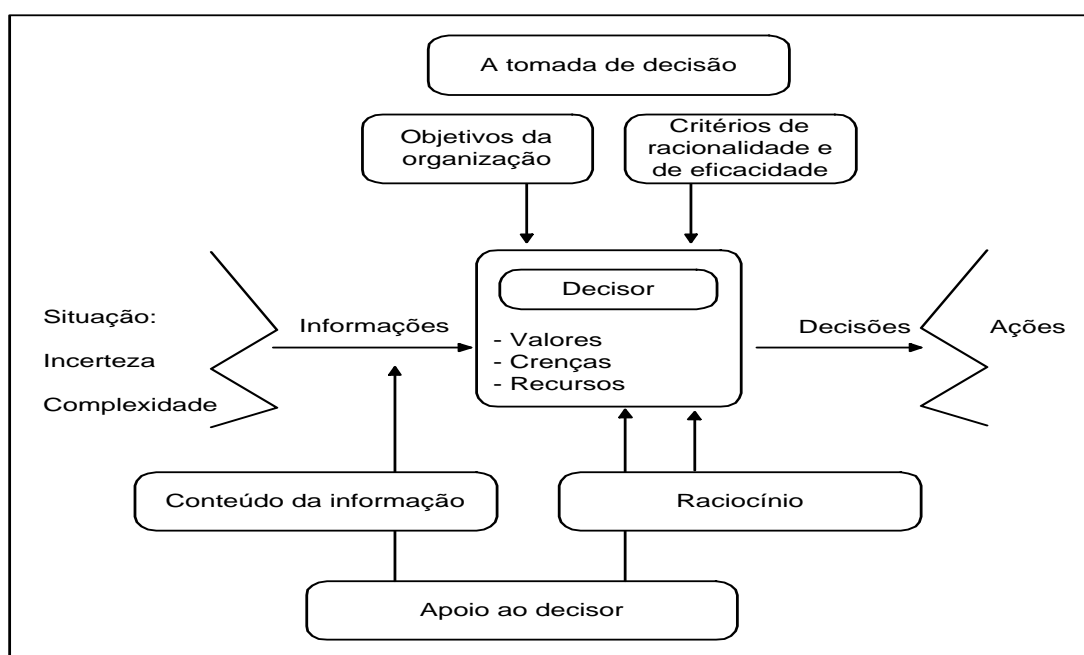 A tomada de decisão
Objetivos da
organização
Critérios de
racionalidade e
de eficacidade
Situação:
Incerteza
Complexidade
Informações
Decisor
- Valores
- Crenças
- Recursos
Decisões
Ações
Conteúdo da informação
Raciocínio
Apoio ao decisor